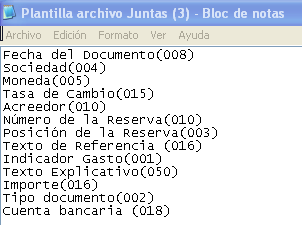 Plantilla archivo Juntas (3) - Bloc de notas
Archivo Edición Formato Ver Ayuda
Fecha del Documento(008)
Sociedad(004)
Moneda(005)
Tasa de Cambio(015)
Acreedor(010)
Número de la Reserva(010)
Posición de la Reserva(003)
Texto de Referencia (016)
Indicador Gasto(001)
Texto Explicativo(050)
Importe(016)
Tipo documento(002)
Cuenta bancaria (018)